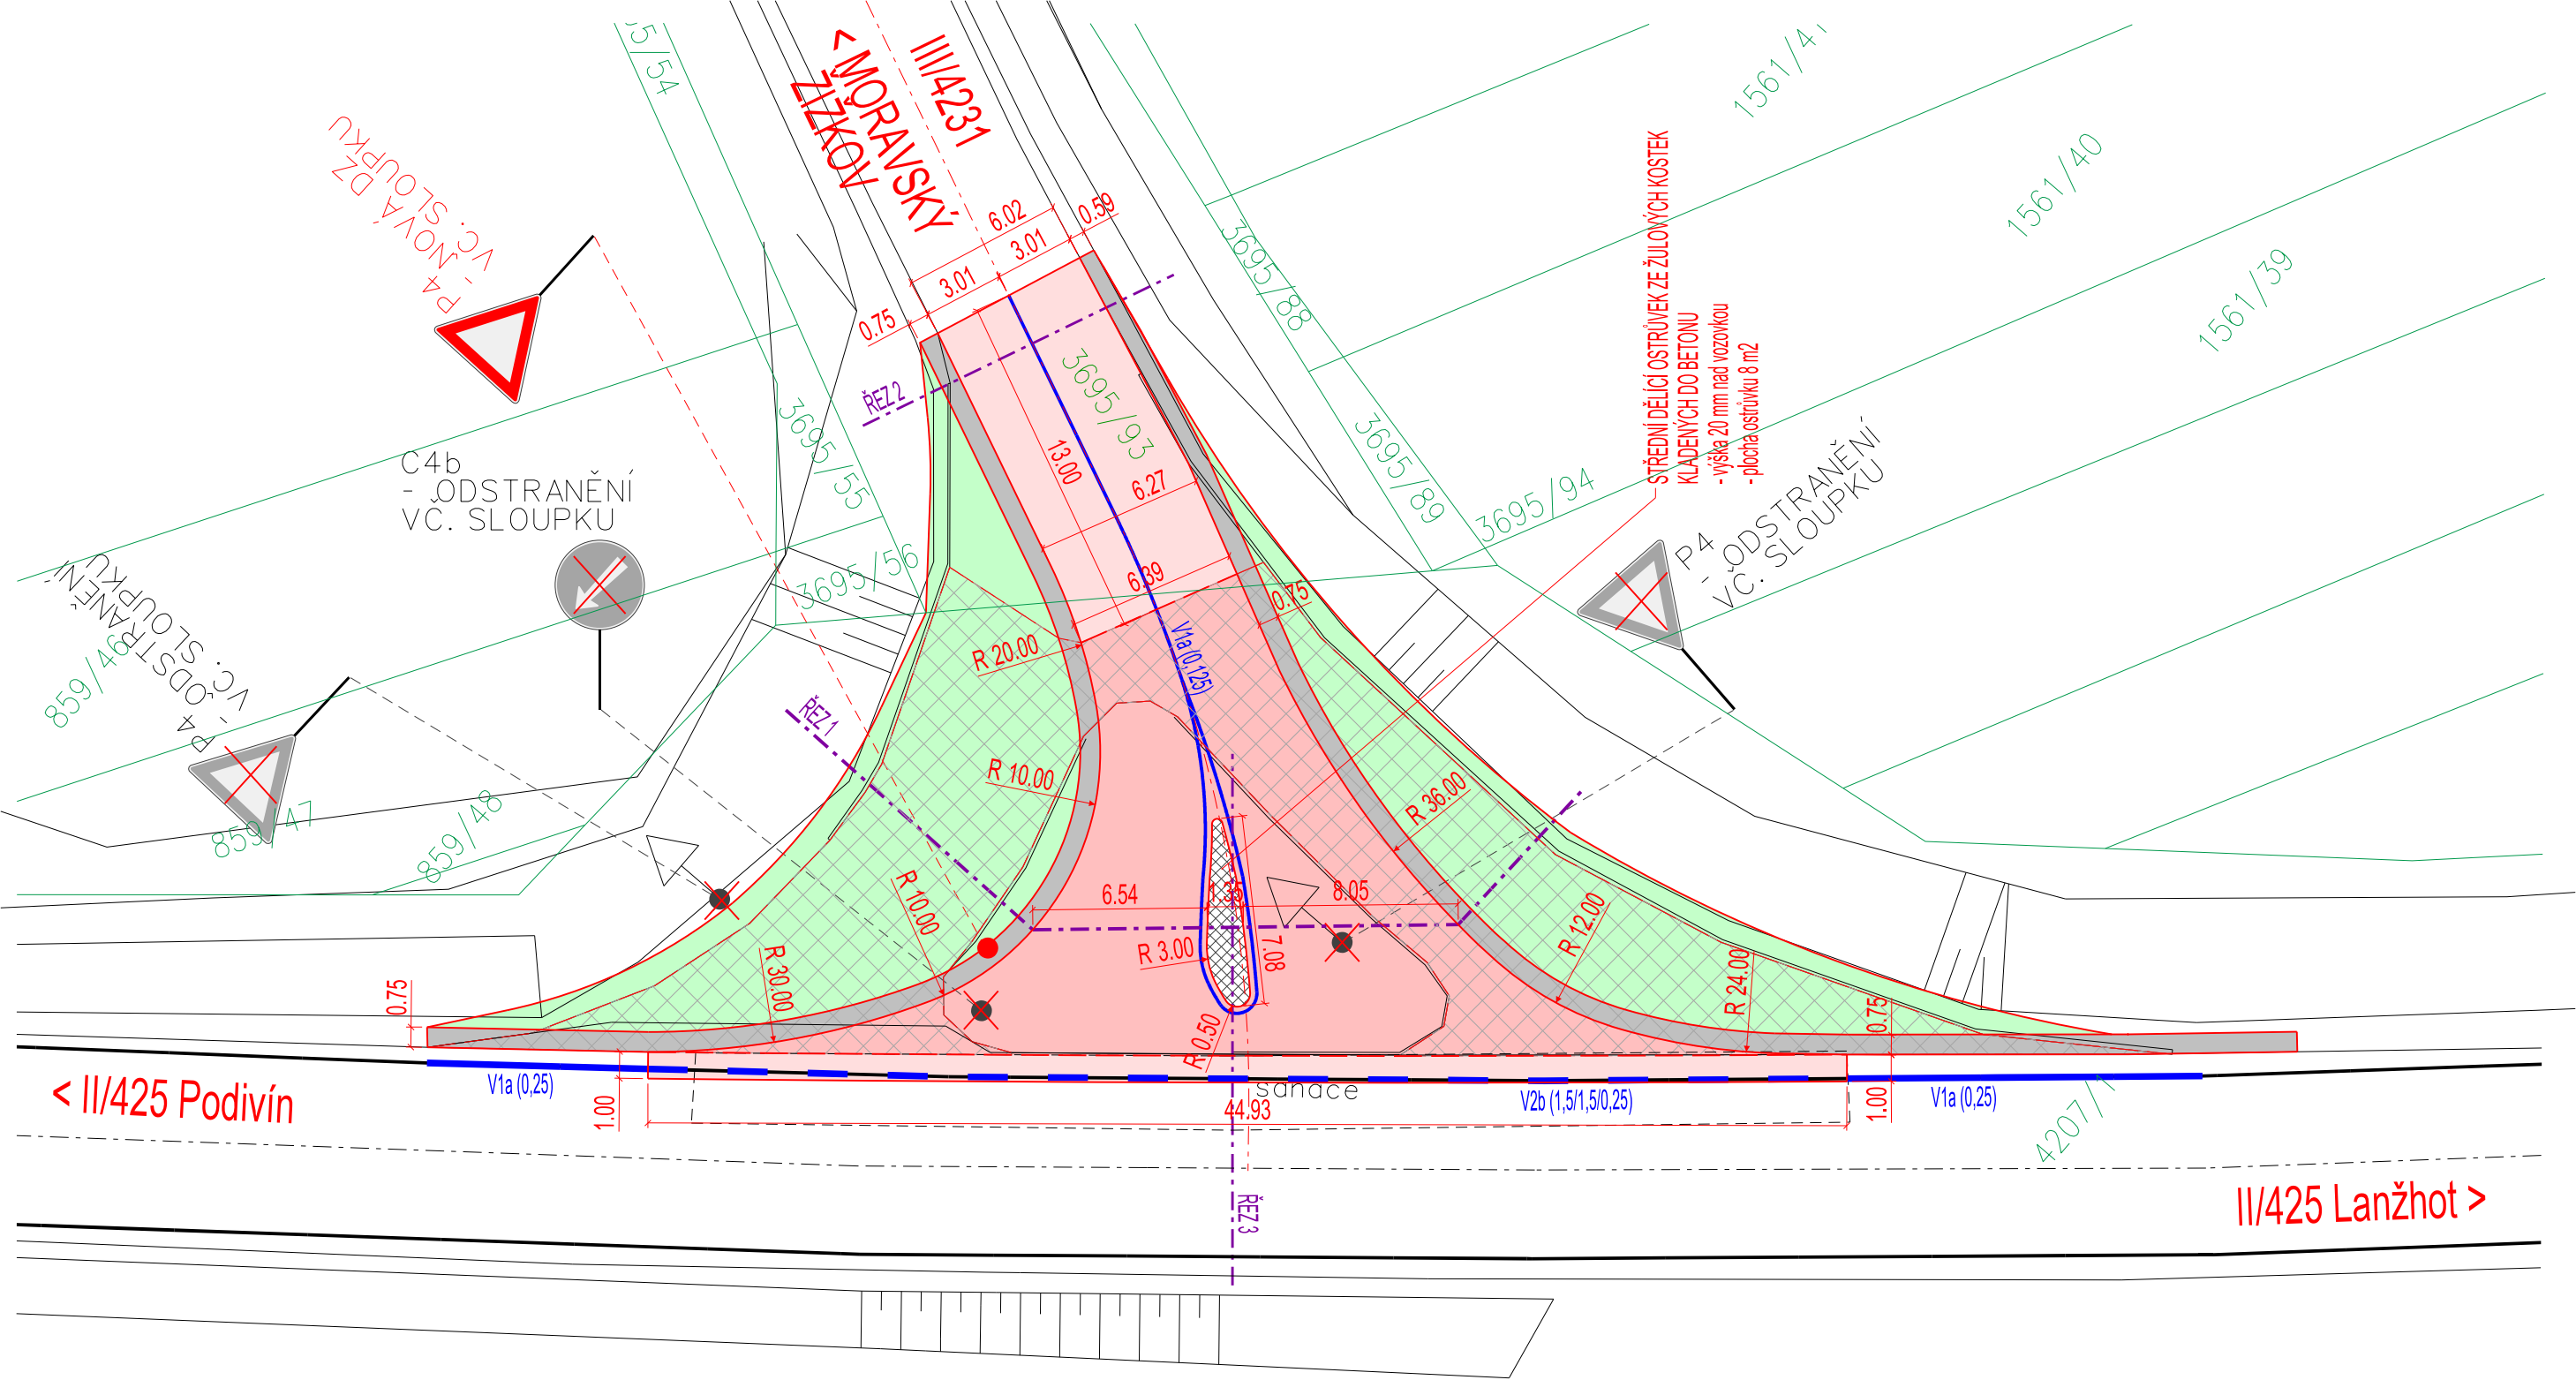 III/4231
< MORAVSKÝ
ŽIŽKOV
55/54
1561/41
1561/40
1561/39
P4 - NOVÁ DZ
VČ. SLOUPKU
6.02
0.59
3.01
3.01
0.75
STŘEDNÍ DĚLÍCÍ OSTRŮVEK ZE ŽULOVÝCH KOSTEK
KLADENÝCH DO BETONU
- výška 20 mm nad vozovkou
- plocha ostrůvku 8 m2
3695/88
3695/93
ŘEZ 2
13.00
6.27
3695/55
3695/89
3695/94
C4b
- ODSTRANĚNÍ
VČ. SLOUPKU
P4
- ODSTRANĚNÍ
VČ. SLOUPKU
3695/56
6.39
0.75
P4
- ODSTRANĚNÍ
VČ. SLOUPKU
859/46
R 20.00
V1a (0,125)
ŘEZ 1
R 10.00
R 36.00
859/47
859/48
R 10.00
6.54
1.35
8.05
R 12.00
R 3.00
7.08
R 30.00
R 24.00
0.75
0.75
R 0.50
V1a (0,25)
sanace
V2b (1,5/1,5/0,25)
V1a (0,25)
1.00
44.93
1.00
< II/425 Podivín
4207/1
ŘEZ 3
II/425 Lanžhot >